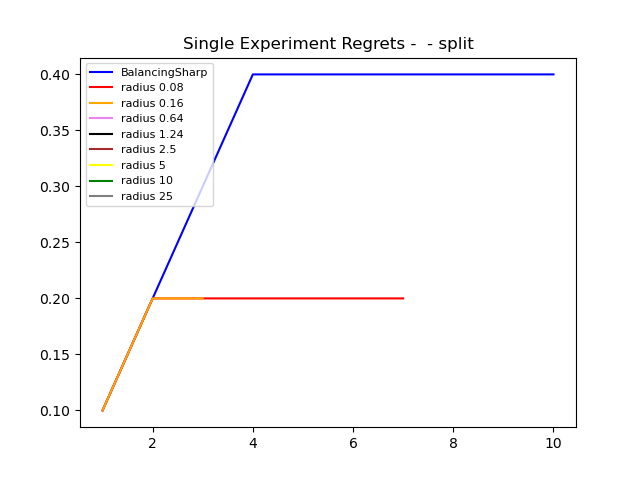 Single Experiment Regrets -  - split
BalancingSharp
radius 0.08
radius 0.16
radius 0.64
radius 1.24
radius 2.5
radius 5
radius 10
radius 25
0.40
0.35
0.30
0.25
0.20
0.15
0.10
2 4 6 8 10